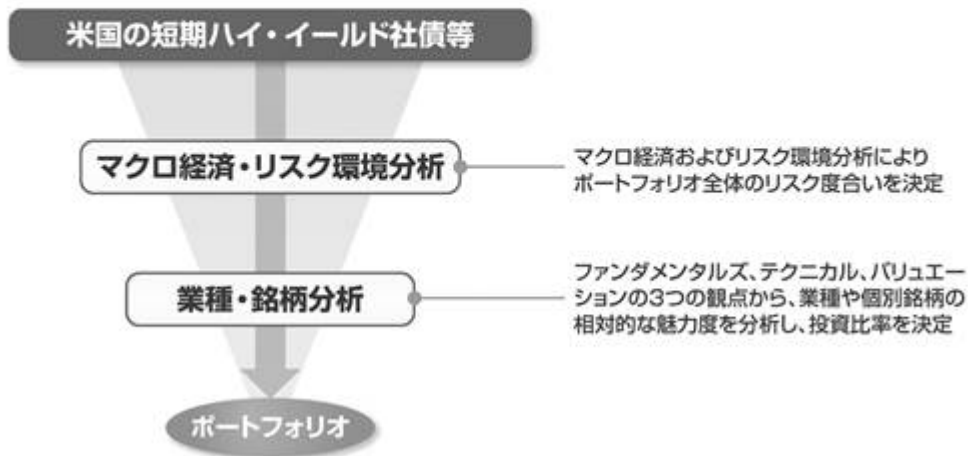 米国の短期ハイ・イールド社債等
マクロ経済・リスク環境分析
マクロ経済およびリスク環境分析により
ポートフォリオ全体のリスク度合いを決定
業種・銘柄分析
ファンダメンタルズ、テクニカル、バリュエー
ションの3つの観点から、業種や個別銘柄の
相対的な魅力度を分析し、投資比率を決定
ポートフォリオ